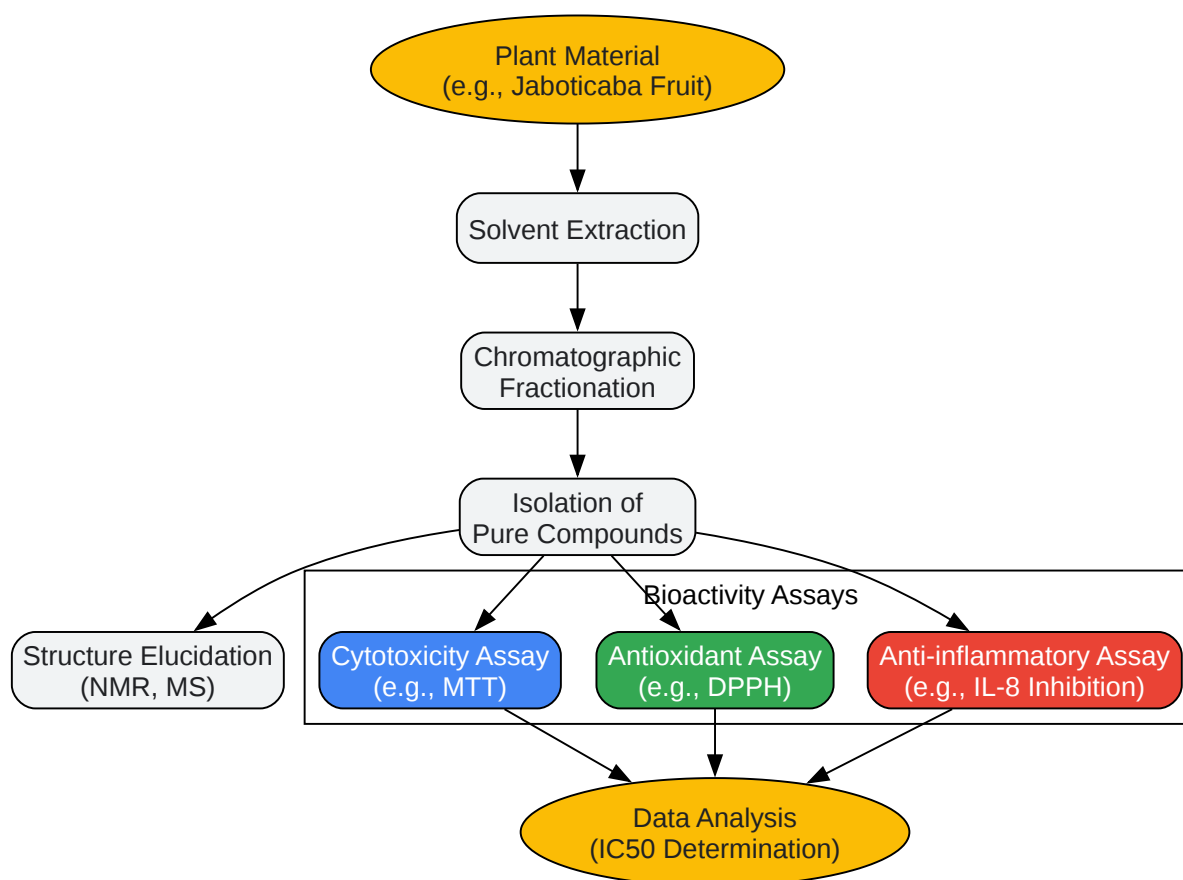 Plant Material
(e.g., Jaboticaba Fruit)
Solvent Extraction
Chromatographic
Fractionation
Isolation of
Pure Compounds
Bioactivity Assays
Structure Elucidation
(NMR, MS)
Cytotoxicity Assay
(e.g., MTT)
Antioxidant Assay
(e.g., DPPH)
Anti-inflammatory Assay
(e.g., IL-8 Inhibition)
Data Analysis
(IC50 Determination)